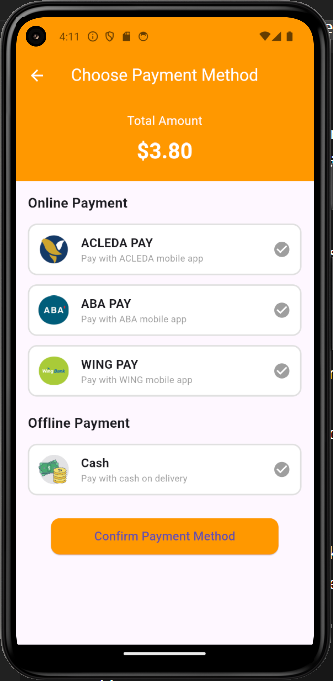 4:11
Choose Payment Method
Total Amount
$3.80
Online Payment
ACLEDA PAY
Pay with ACLEDA mobile app
ABA
ABA PAY
Pay with ABA mobile app
Wing Bank
WING PAY
Pay with WING mobile app
Offline Payment
Cash
Pay with cash on delivery
Confirm Payment Method